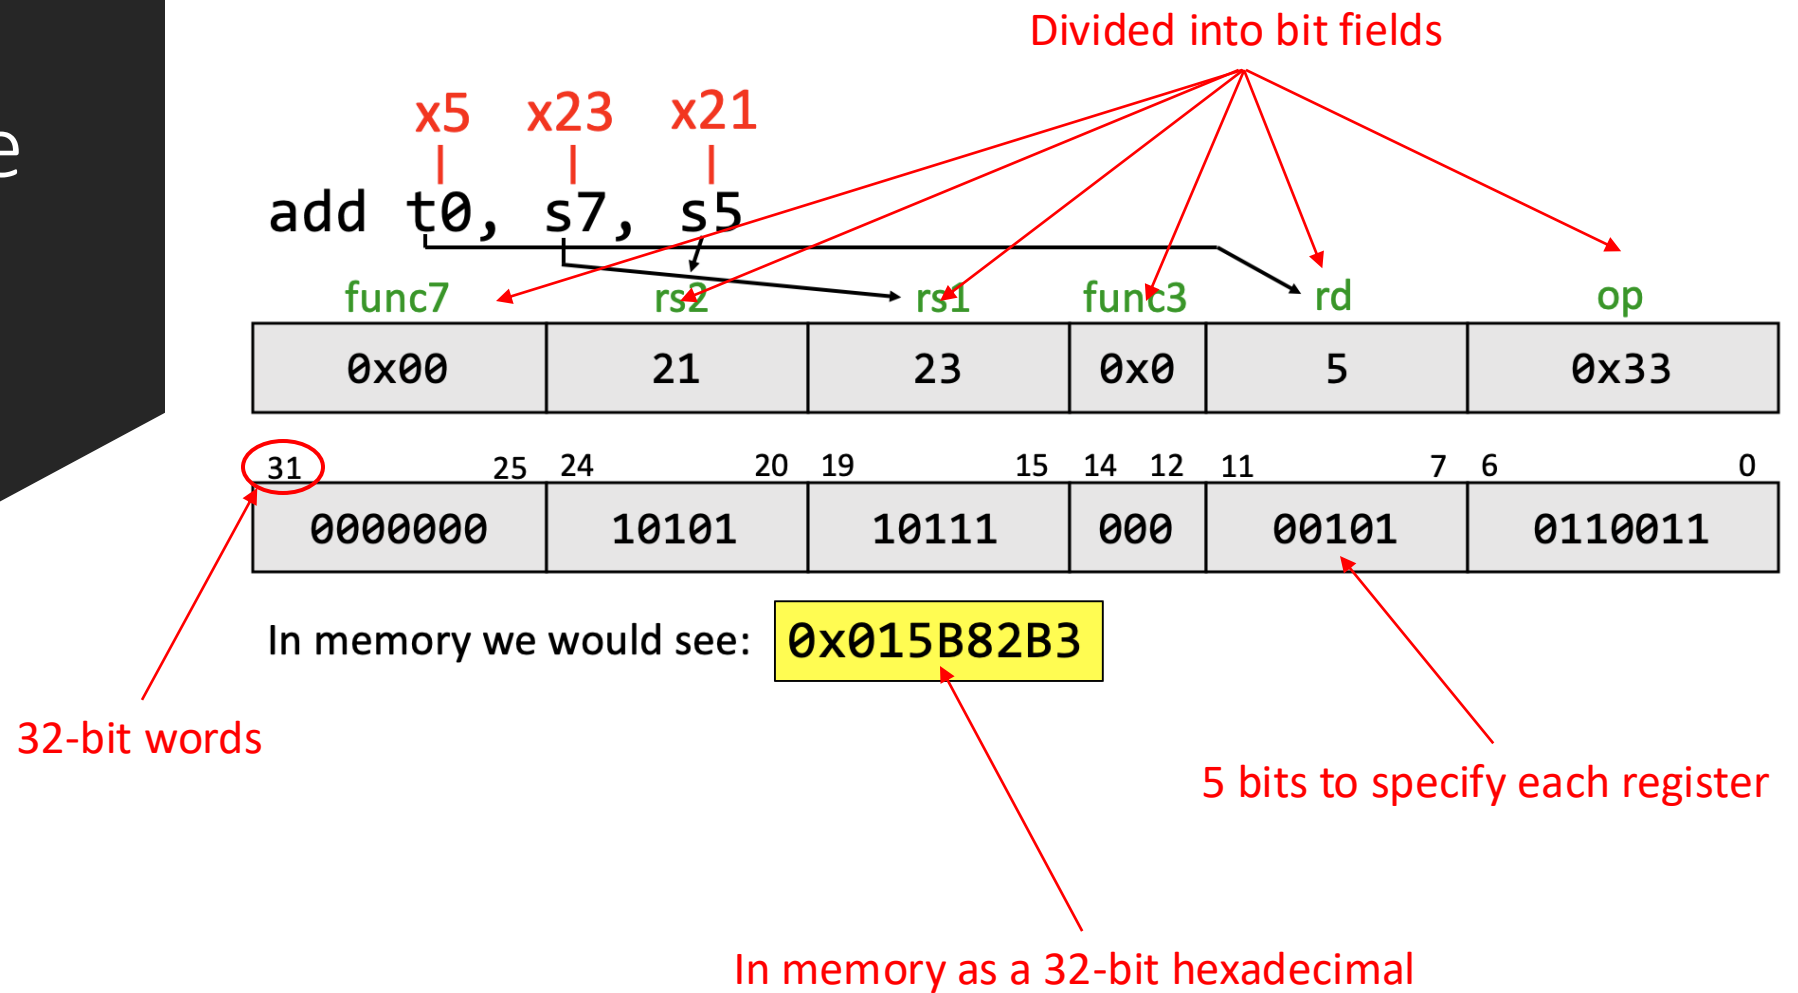 Divided into bit fields
e
x5 x23 x21
add t0, s7, s5
func7 rs2 rs1 func3 rd op
0x00 21 23 0x0 5 0x33
31 25 24 20 19 15 14 12 11 7 6 0
0000000 10101 10111 000 00101 0110011
In memory we would see: 0x015B82B3
32-bit words
5 bits to specify each register
In memory as a 32-bit hexadecimal